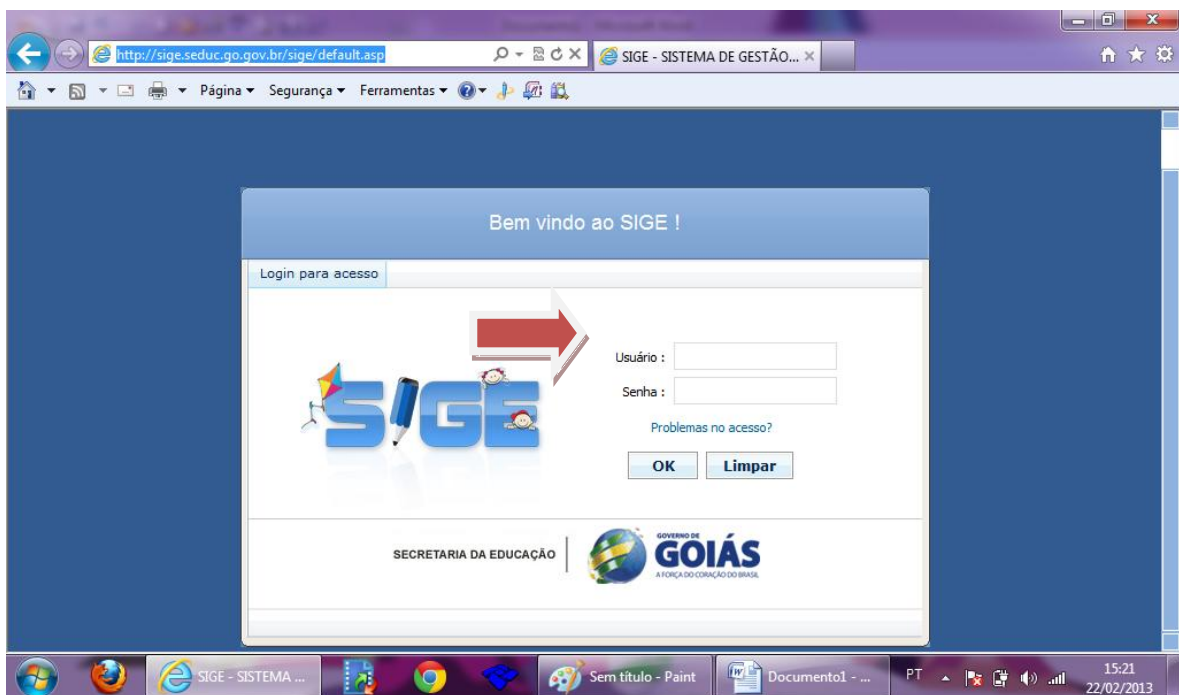 http://sige.seduc.go.gov.br/sige/default.asp
SIGE - SISTEMA DE GESTÃO...
Página
Segurança
Ferramentas
Bem vindo ao SIGE !
Login para acesso
SIGE
Usuário :
Senha :
Problemas no acesso?
OK
Limpar
SECRETARIA DA EDUCAÇÃO
GOVERNO DE
GOIÁS
A FORÇA DO CORAÇÃO DO BRASIL
SIGE - SISTEMA ...
Sem título - Paint
Documento1 - ...
PT
15:21
22/02/2013